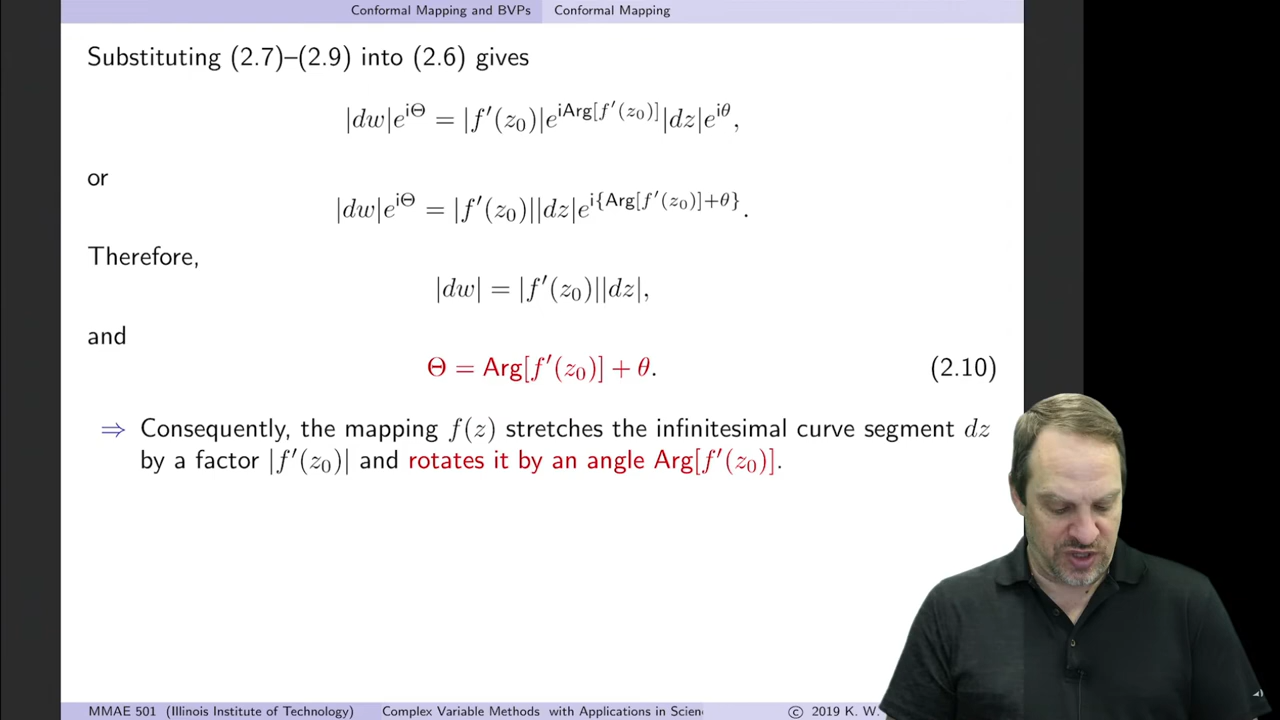 Conformal Mapping and BVPs Conformal Mapping
Substituting (2.7)–(2.9) into (2.6) gives
|dw|e^{iΘ} = |f′(z₀)|e^{iArg[f′(z₀)]}|dz|e^{iθ},
or
|dw|e^{iΘ} = |f′(z₀)||dz|e^{i{Arg[f′(z₀)]+θ}}.
Therefore,
|dw| = |f′(z₀)||dz|,
and
Θ = Arg[f′(z₀)] + θ. (2.10)
⇒ Consequently, the mapping f(z) stretches the infinitesimal curve segment dz
by a factor |f′(z₀)| and rotates it by an angle Arg[f′(z₀)].
MMAE 501 (Illinois Institute of Technology) Complex Variable Methods with Applications in Scien © 2019 K. W.